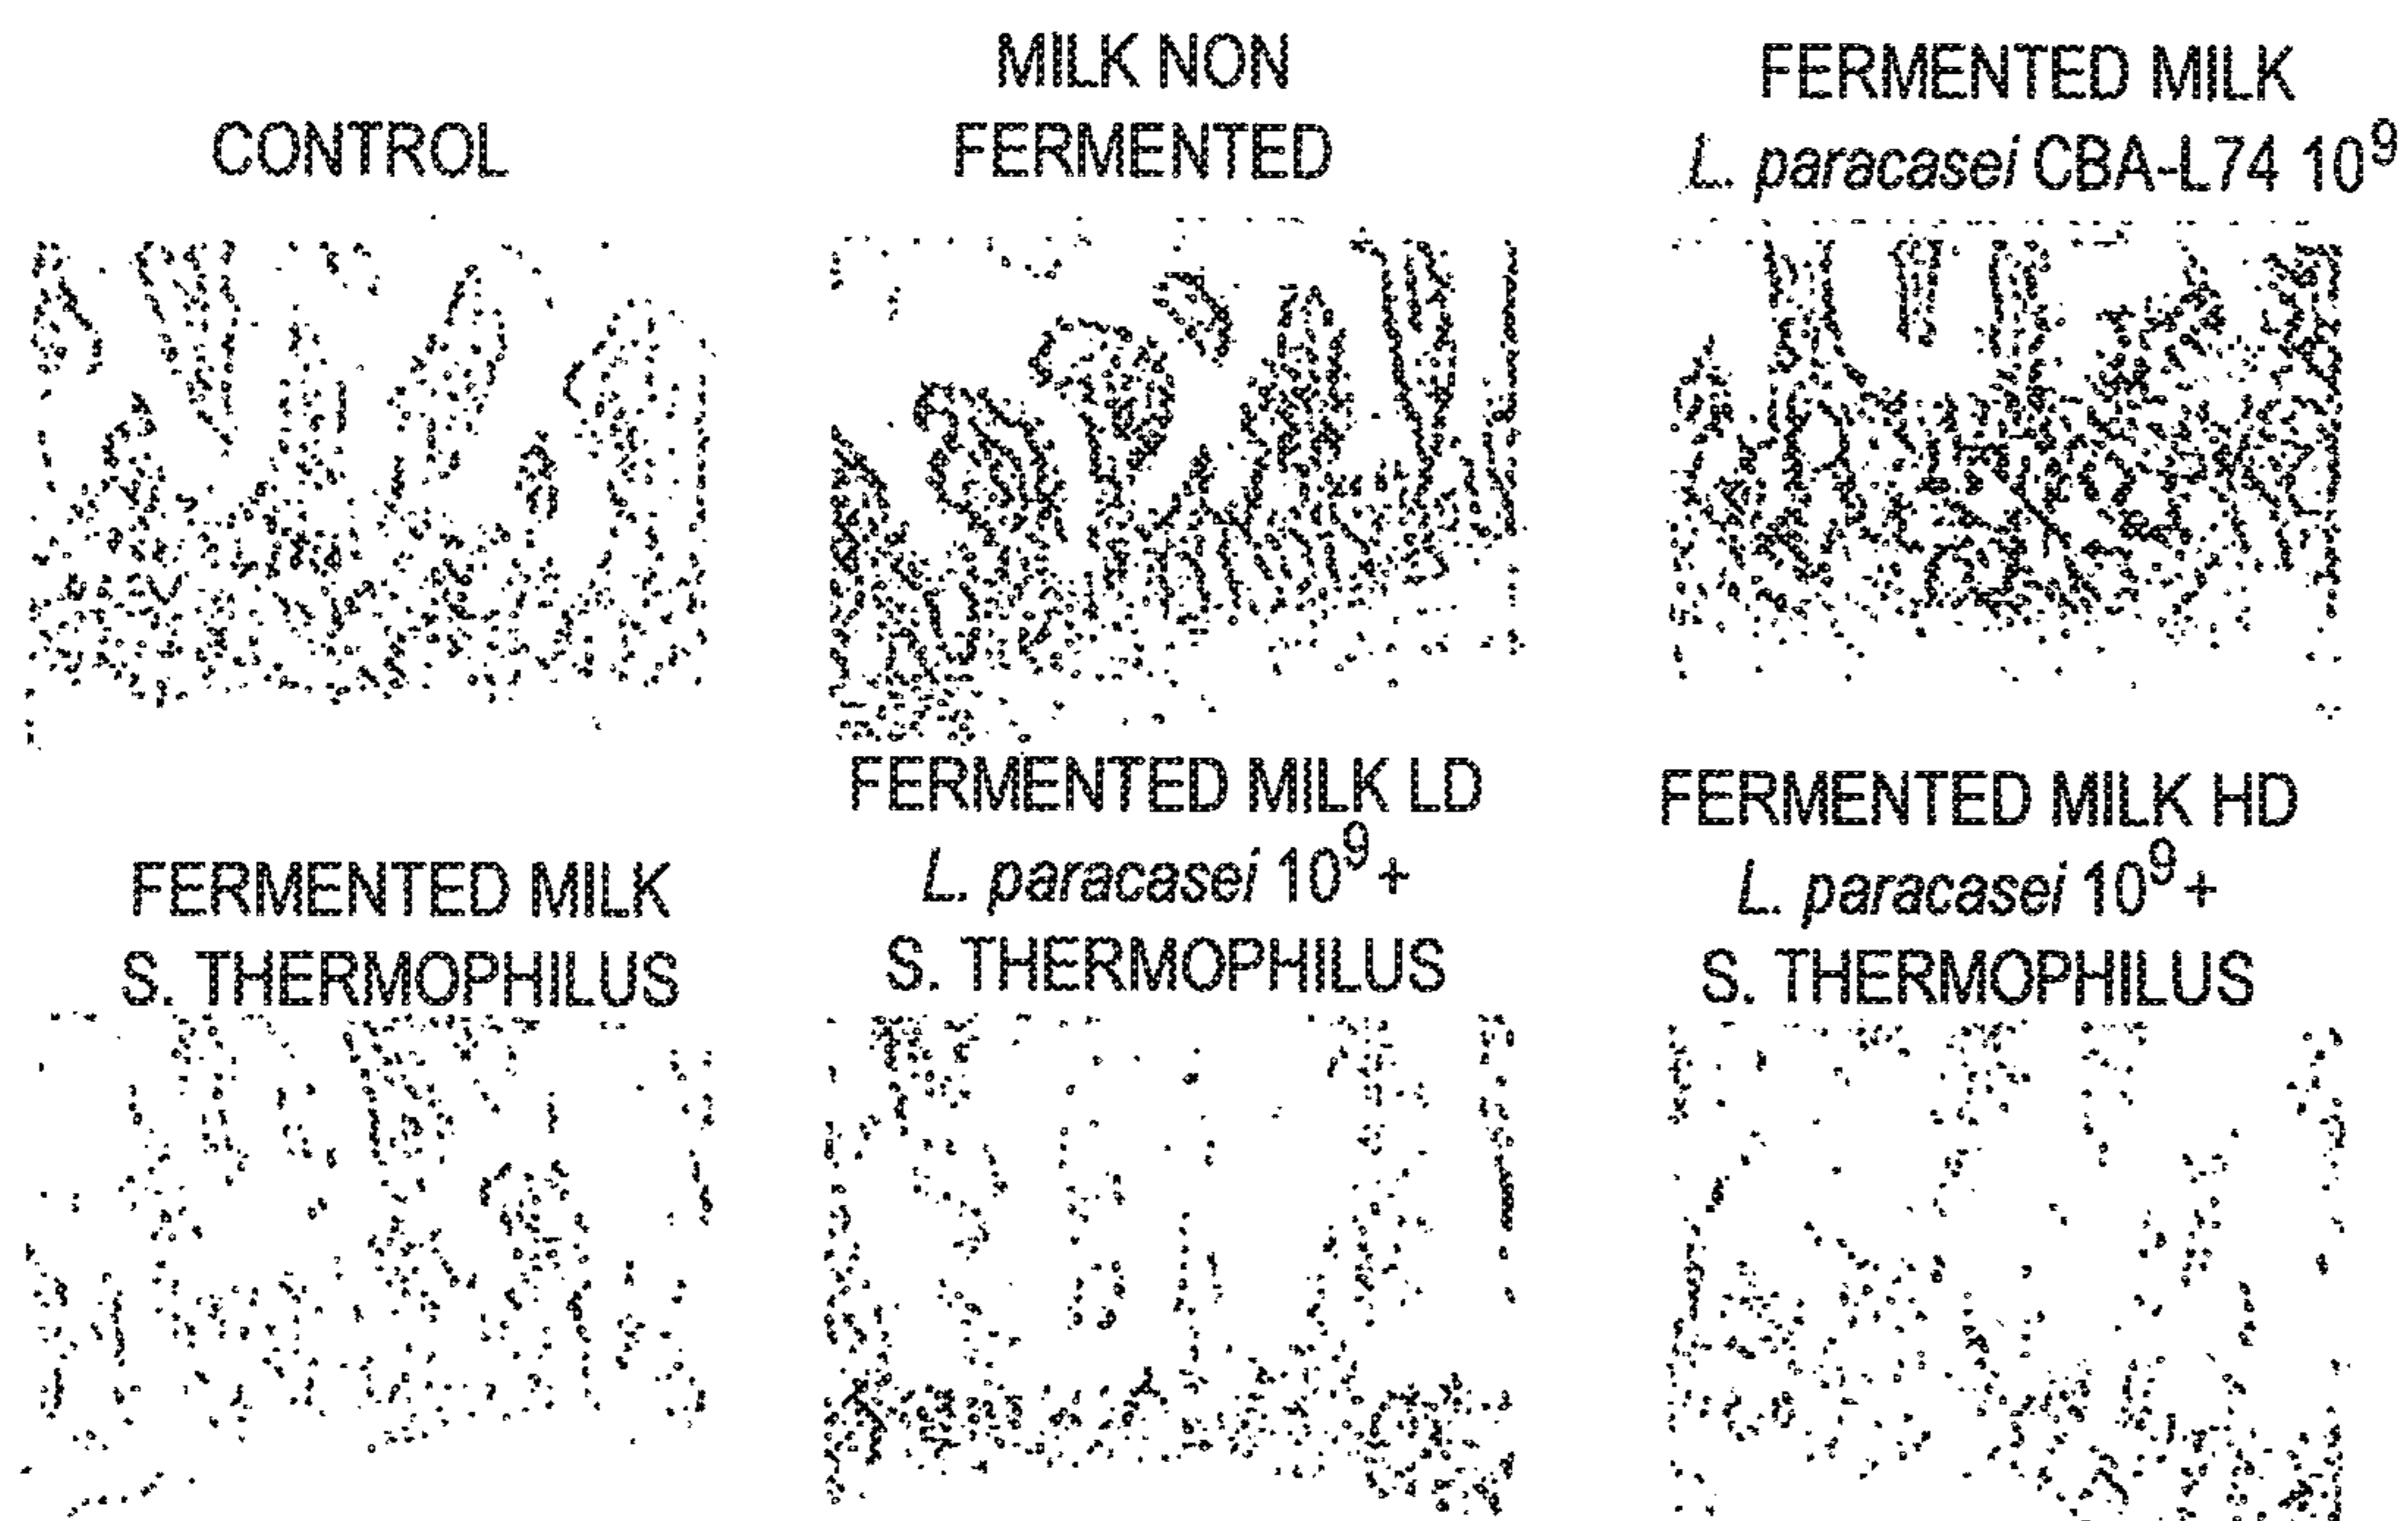 CONTROL
MILK NON
FERMENTED
FERMENTED MILK
L. paracasei CBA-L74 10⁹
FERMENTED MILK
S. THERMOPHILUS
FERMENTED MILK LD
L. paracasei 10⁹+
S. THERMOPHILUS
FERMENTED MILK HD
L. paracasei 10⁹+
S. THERMOPHILUS